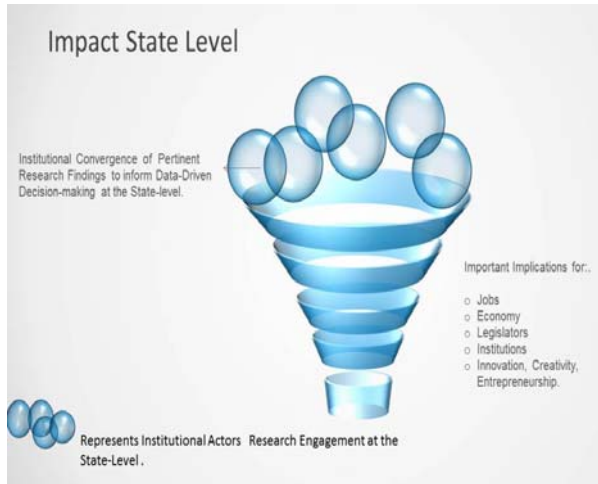 Impact State Level
Institutional Convergence of Pertinent
Research Findings to inform Data-Driven
Decision-making at the State-level.
Important Implications for:.
o Jobs
o Economy
o Legislators
o Institutions
o Innovation, Creativity,
Entrepreneurship.
Represents Institutional Actors Research Engagement at the
State-Level .